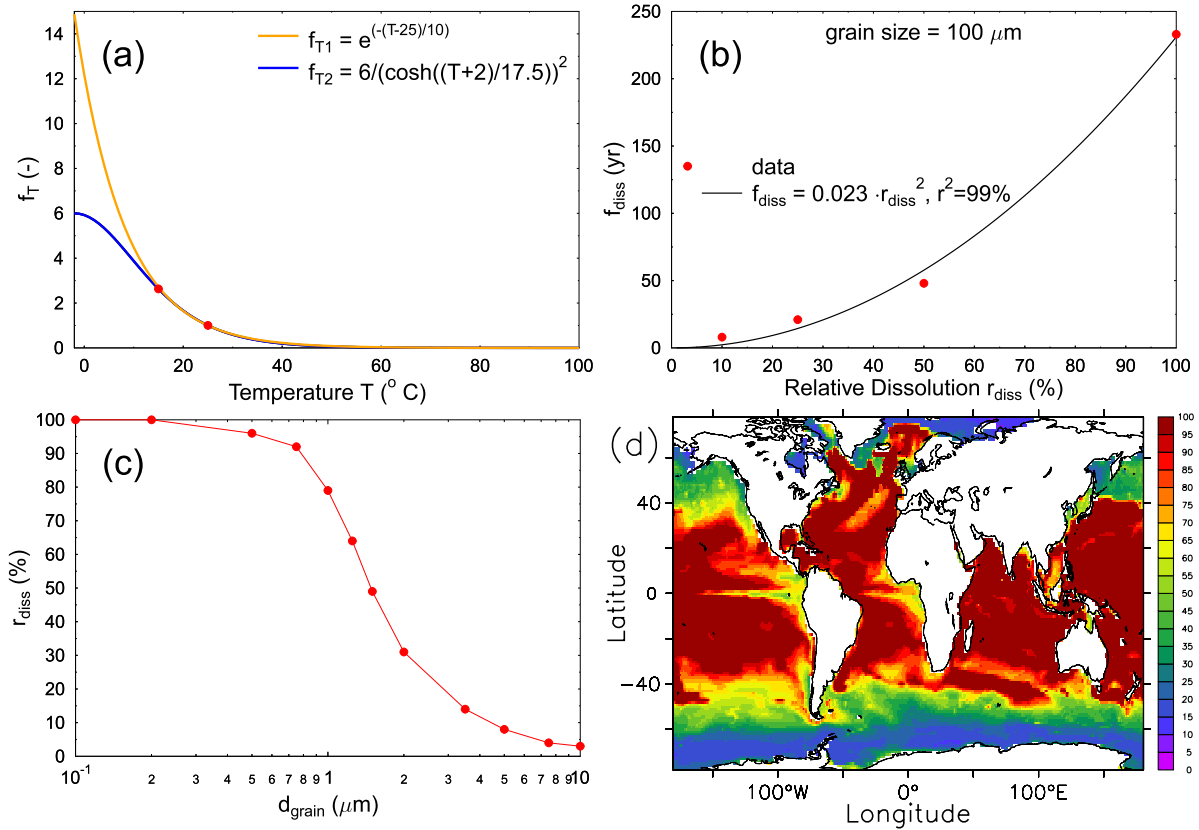 (a)
f_T1 = e^(-(T-25)/10)
f_T2 = 6/(cosh((T+2)/17.5))^2
f_T (-)
0 2 4 6 8 10 12 14
0 20 40 60 80 100
Temperature T (° C)
(b)
grain size = 100 μm
data
f_diss = 0.023 ·r_diss^2, r^2=99%
f_diss (yr)
0 50 100 150 200 250
0 10 20 30 40 50 60 70 80 90 100
Relative Dissolution r_diss (%)
(c)
r_diss (%)
0 10 20 30 40 50 60 70 80 90 100
10^-1 2 3 4 5 6 7 8 9 1 2 3 4 5 6 7 8 9 10
d_grain (μm)
(d)
Latitude
40
0
−40
100°W 0° 100°E
Longitude
100
95
90
85
80
75
70
65
60
55
50
45
40
35
30
25
20
15
10
5
0